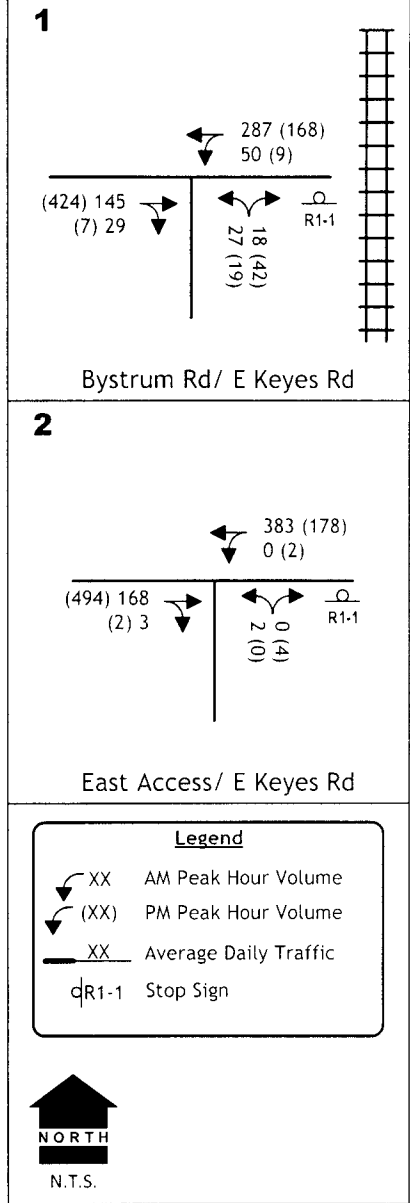 1
287 (168)
50 (9)
(424) 145
(7) 29
18 (42)
27 (19)
R1-1
Bystrum Rd/ E Keyes Rd
2
383 (178)
0 (2)
(494) 168
(2) 3
0 (4)
2 (0)
R1-1
East Access/ E Keyes Rd
Legend
XX AM Peak Hour Volume
(XX) PM Peak Hour Volume
XX Average Daily Traffic
R1-1 Stop Sign
NORTH
N.T.S.